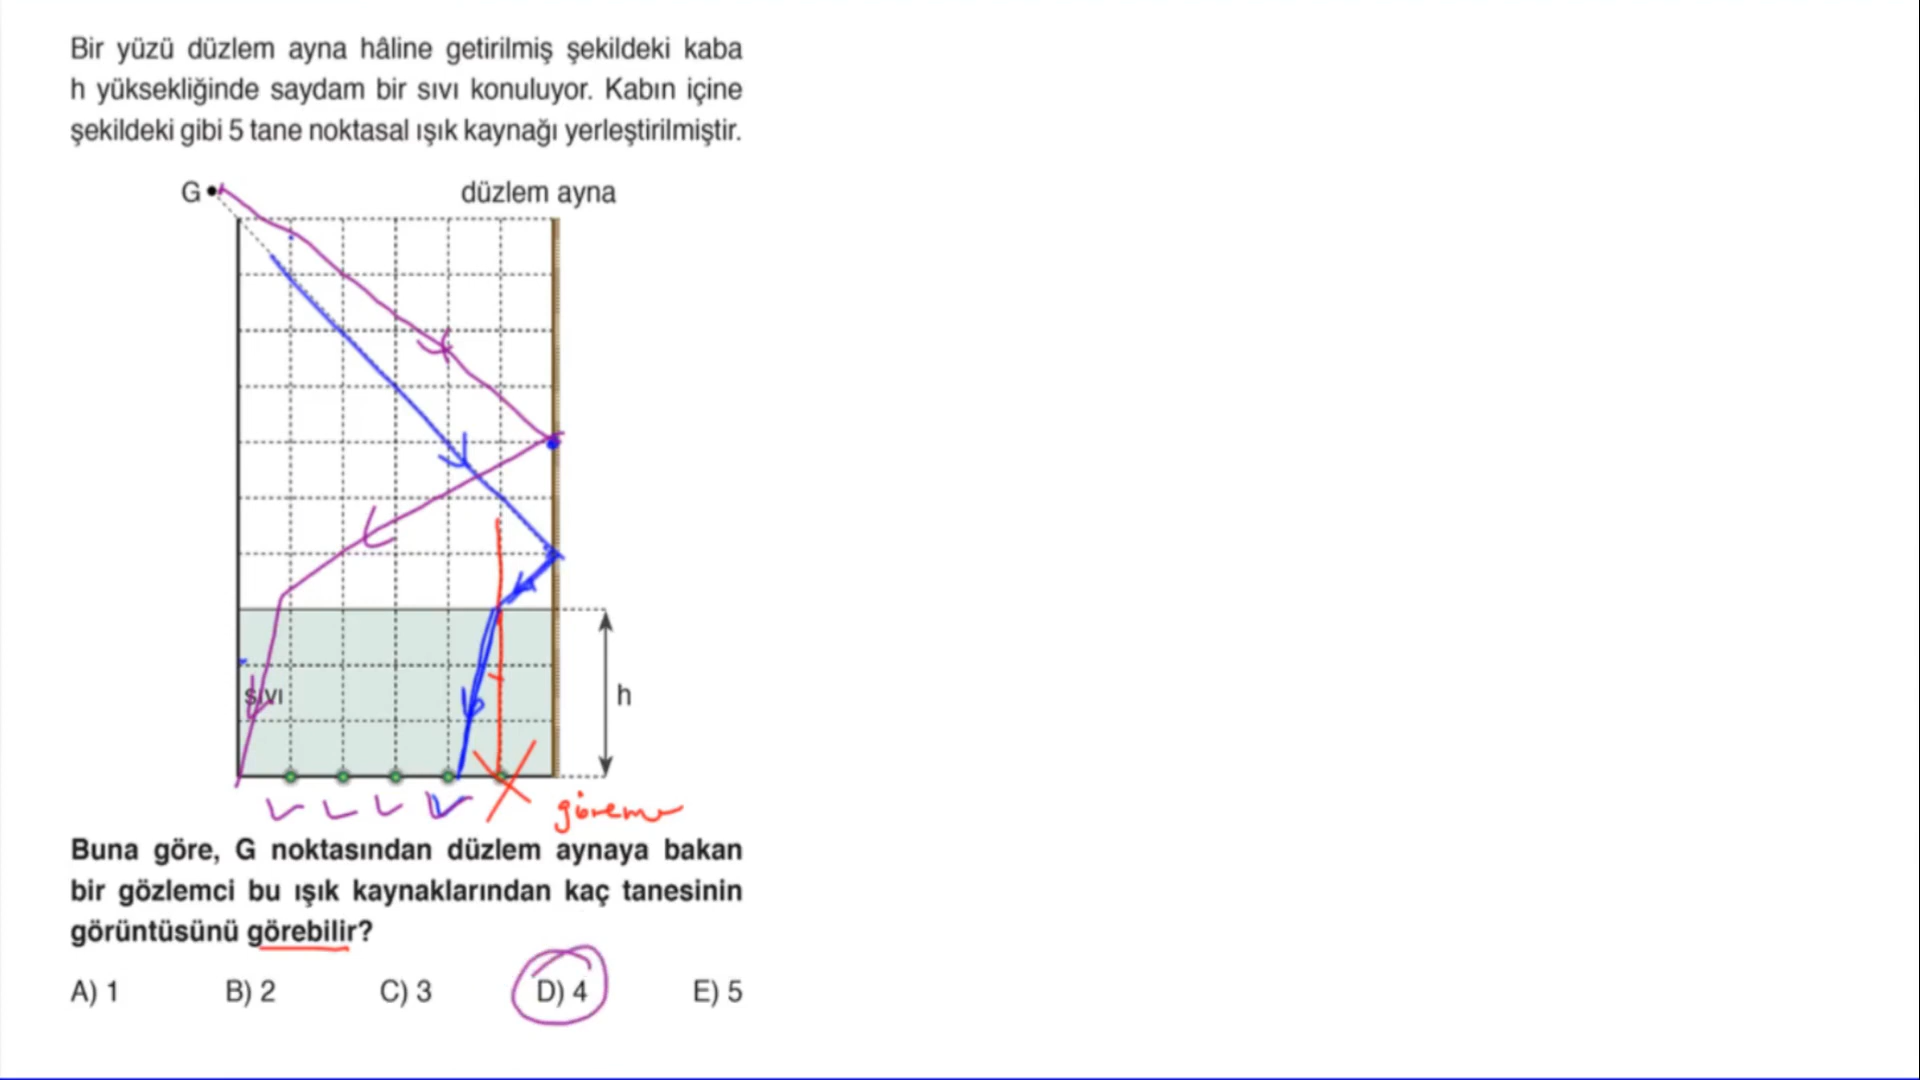 Bir yüzü düzlem ayna hâline getirilmiş şekildeki kaba
h yüksekliğinde saydam bir sıvı konuluyor. Kabın içine
şekildeki gibi 5 tane noktasal ışık kaynağı yerleştirilmiştir.
G
düzlem ayna
sıvı
h
Buna göre, G noktasından düzlem aynaya bakan
bir gözlemci bu ışık kaynaklarından kaç tanesinin
görüntüsünü görebilir?
A) 1 B) 2 C) 3 D) 4 E) 5